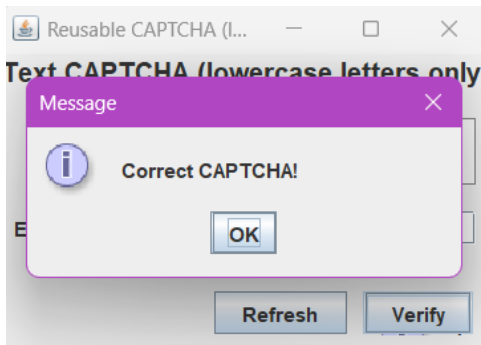 Reusable CAPTCHA (l...
Text CAPTCHA (lowercase letters only
Message
Correct CAPTCHA!
E
OK
Refresh
Verify